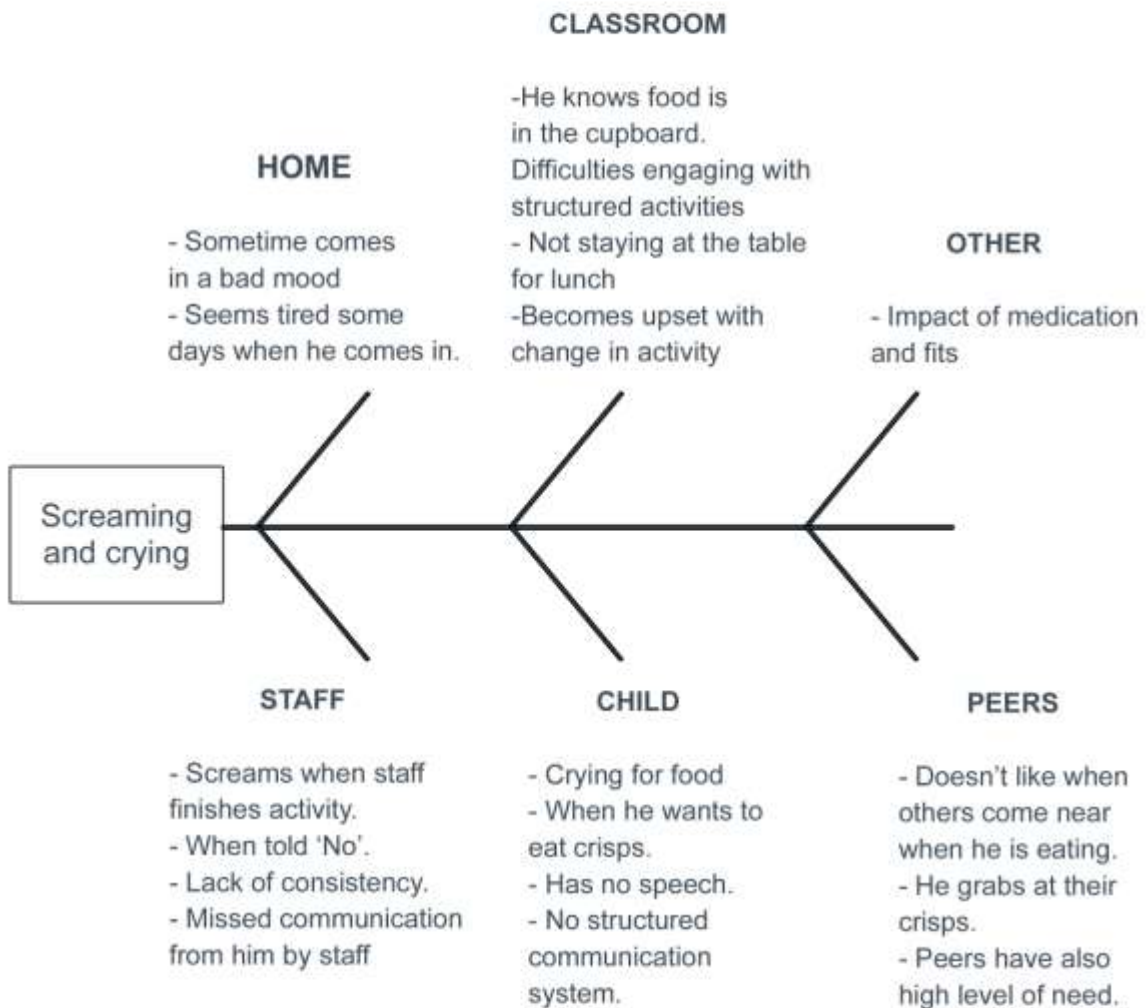 CLASSROOM
-He knows food is
in the cupboard.
Difficulties engaging with
structured activities
- Not staying at the table
for lunch
-Becomes upset with
change in activity
HOME
- Sometime comes
in a bad mood
- Seems tired some
days when he comes in.
OTHER
- Impact of medication
and fits
Screaming
and crying
STAFF
- Screams when staff
finishes activity.
- When told ‘No’.
- Lack of consistency.
- Missed communication
from him by staff
CHILD
- Crying for food
- When he wants to
eat crisps.
- Has no speech.
- No structured
communication
system.
PEERS
- Doesn’t like when
others come near
when he is eating.
- He grabs at their
crisps.
- Peers have also
high level of need.